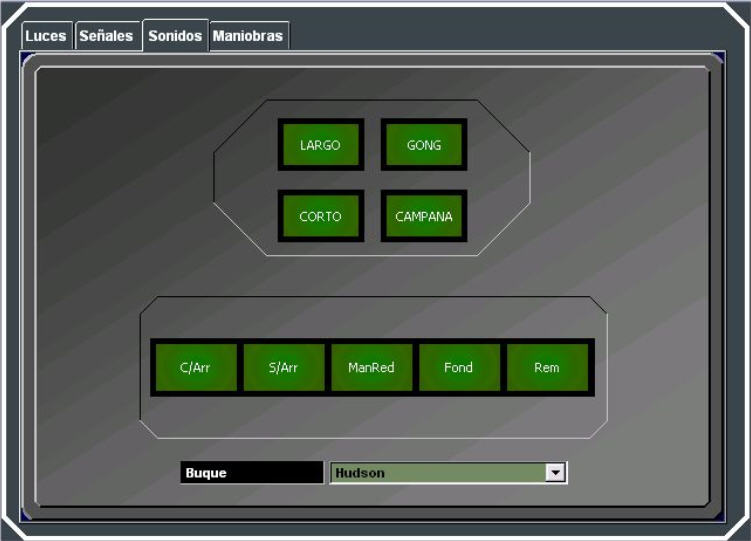 Luces Señales Sonidos Maniobras
LARGO GONG
CORTO CAMPANA
C/Arr S/Arr ManRed Fond Rem
Buque Hudson